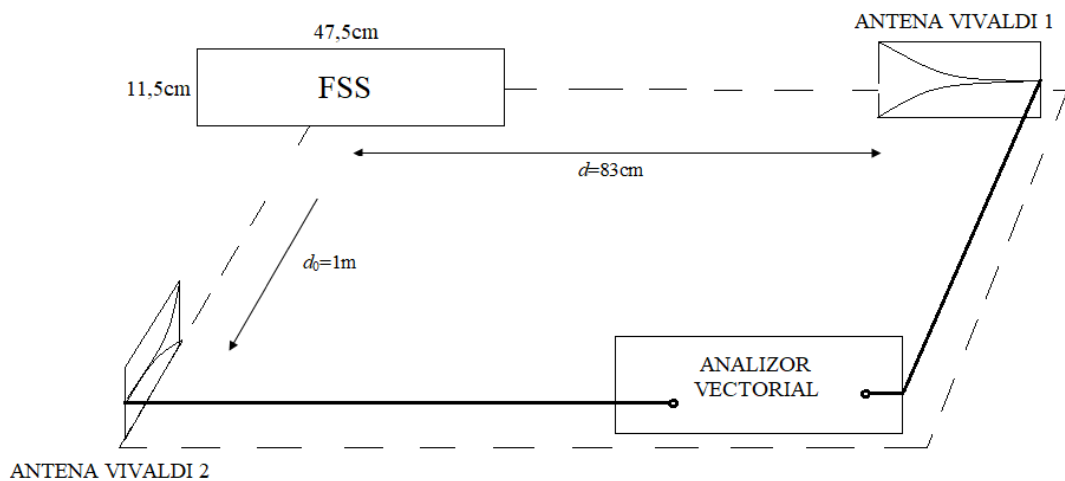 ANTENA VIVALDI 1
47,5cm
11,5cm
FSS
d=83cm
d₀=1m
ANALIZOR
VECTORIAL
ANTENA VIVALDI 2